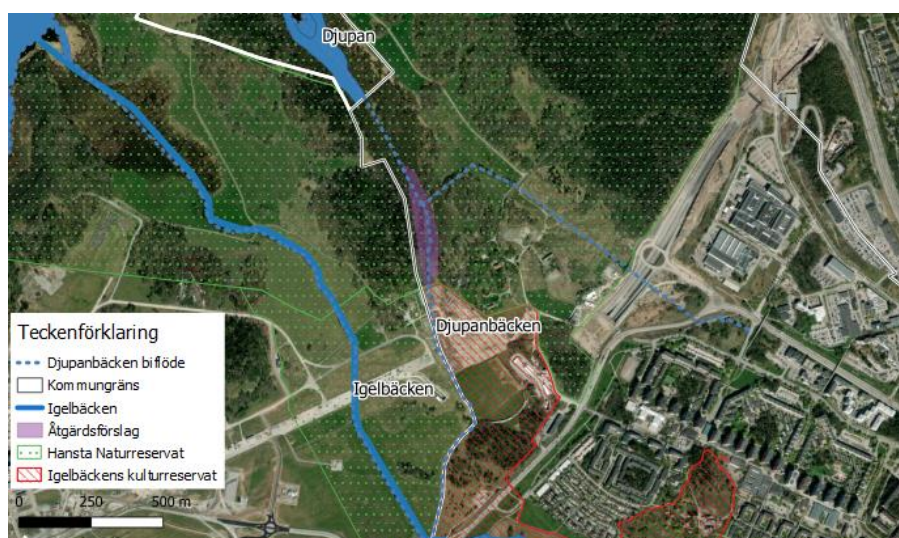 Djupan
Djupanbäcken
Igelbäcken
Teckenförklaring
Djupanbäcken biflöde
Kommungräns
Igelbäcken
Åtgärdsförslag
Hansta Naturreservat
Igelbäckens kulturreservat
0 250 500 m